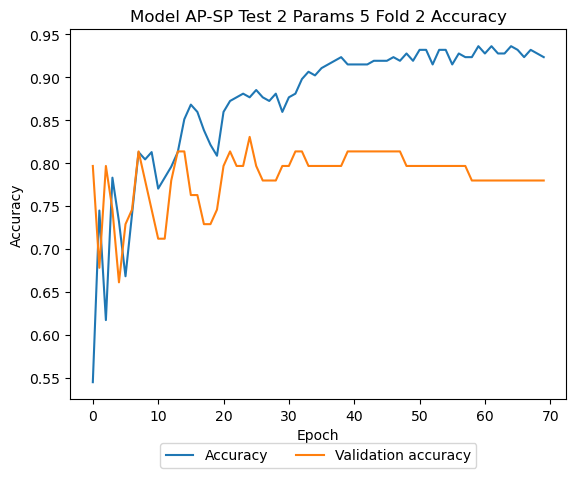 Model AP-SP Test 2 Params 5 Fold 2 Accuracy
0.95
0.90
0.85
0.80
0.75
0.70
0.65
0.60
0.55
Accuracy
0 10 20 30 40 50 60 70
Epoch
Accuracy Validation accuracy